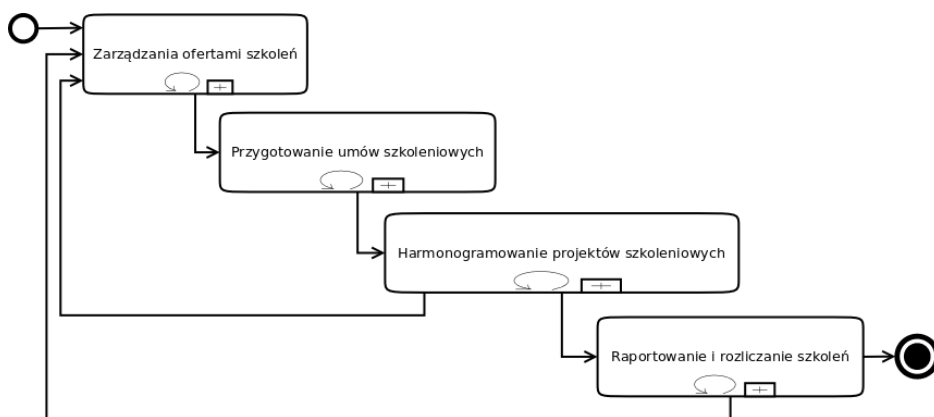 Zarządzania ofertami szkoleń
Przygotowanie umów szkoleniowych
Harmonogramowanie projektów szkoleniowych
Raportowanie i rozliczanie szkoleń